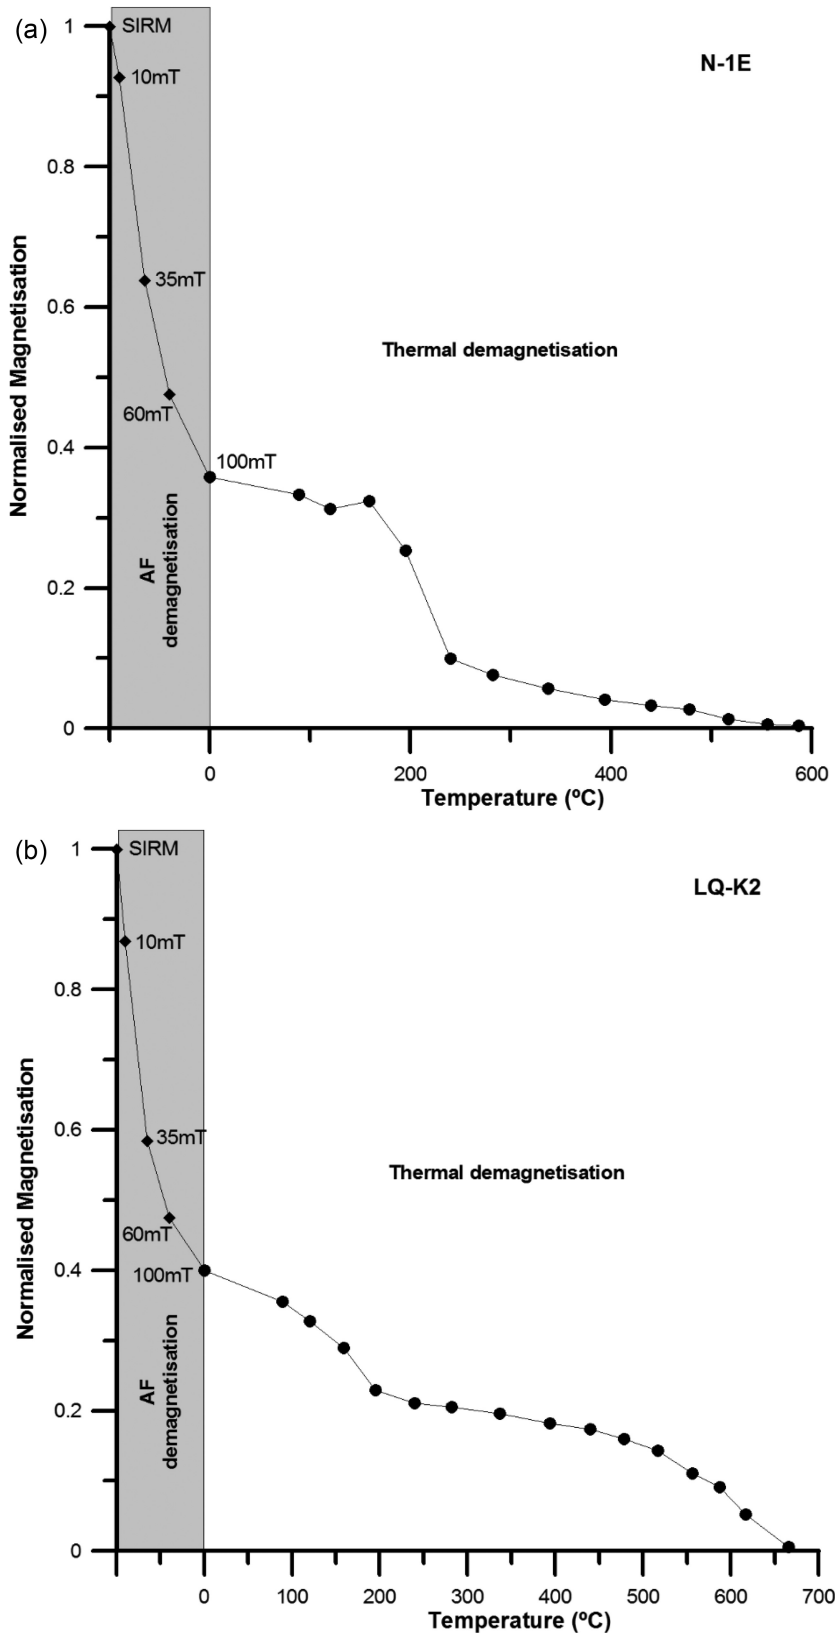 (a)
N-1E
1
0.8
0.6
0.4
0.2
0
Normalised Magnetisation
SIRM
10mT
35mT
60mT
100mT
AF
demagnetisation
Thermal demagnetisation
0 200 400 600
Temperature (ºC)
(b)
LQ-K2
1
0.8
0.6
0.4
0.2
0
Normalised Magnetisation
SIRM
10mT
35mT
60mT
100mT
AF
demagnetisation
Thermal demagnetisation
0 100 200 300 400 500 600 700
Temperature (ºC)